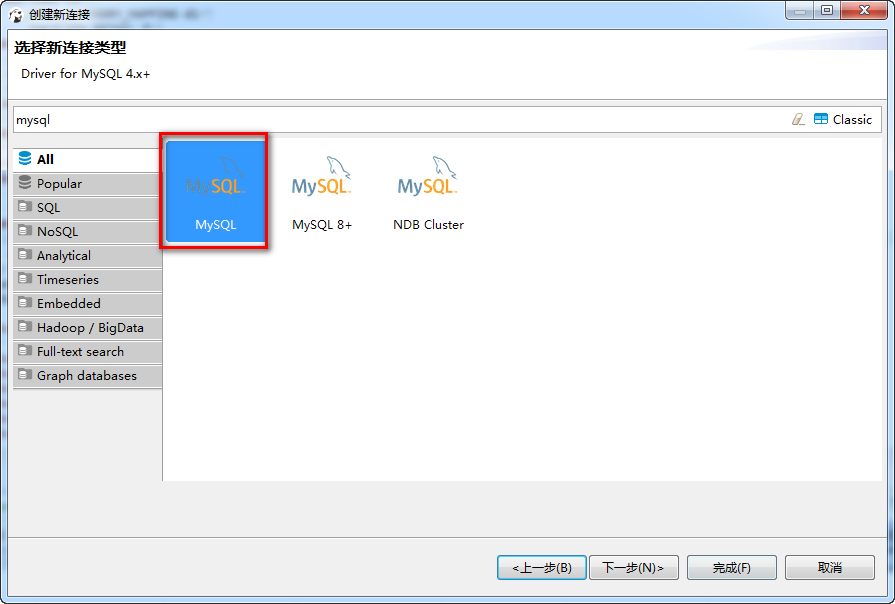 创建新连接
选择新连接类型
Driver for MySQL 4.x+
mysql
Classic
All
Popular
SQL
NoSQL
Analytical
Timeseries
Embedded
Hadoop / BigData
Full-text search
Graph databases
MySQL MySQL MySQL
MySQL MySQL 8+ NDB Cluster
<上一步(B) 下一步(N)> 完成(F) 取消